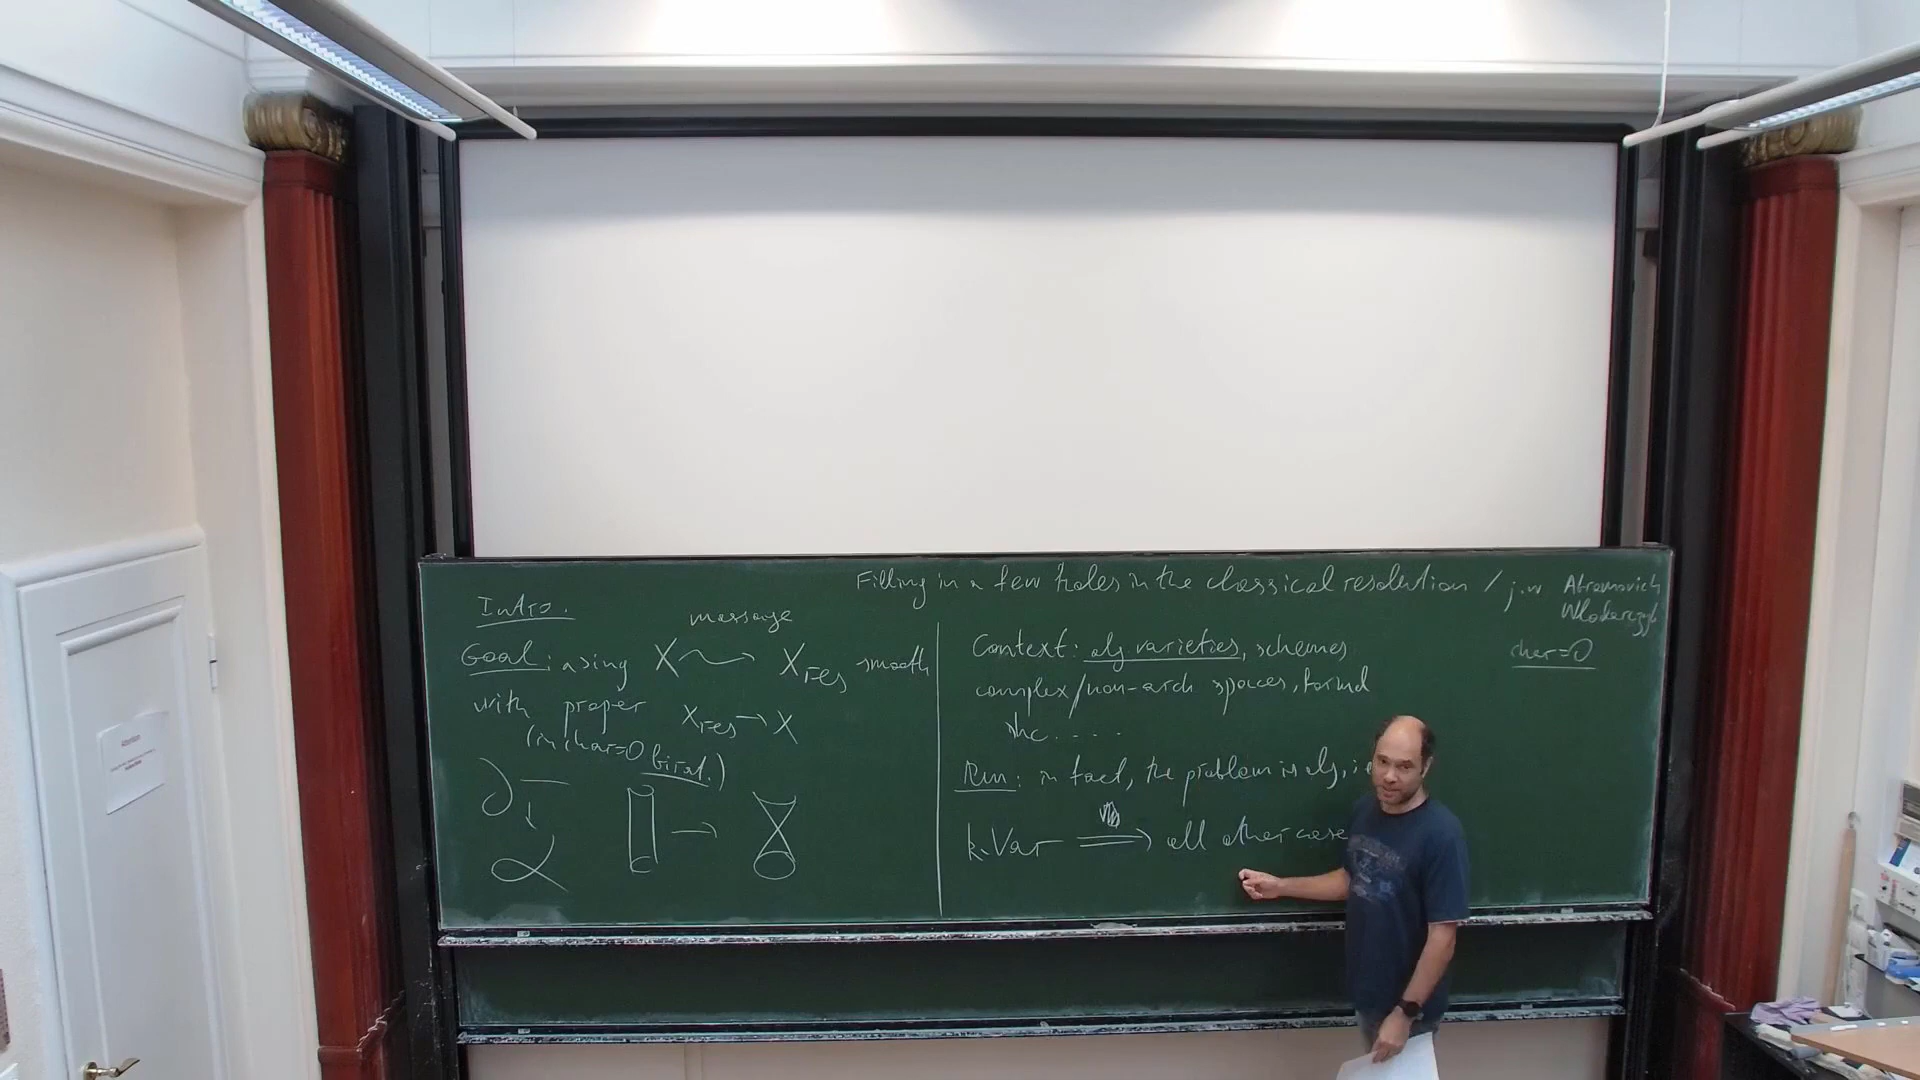 Filling in a few holes in the classical resolution / j.w Abramovich
Wlodarczyk
char=0
Intro.
message
Goal: a sing X ⟿ X_res smooth
with proper X_res → X
(in char=0 birat.)
Context: alg varieties, schemes
complex/non-arch spaces, formal
etc....
Rm: in fact, the problem is alg, i.e
k-Var ⟹ all other case